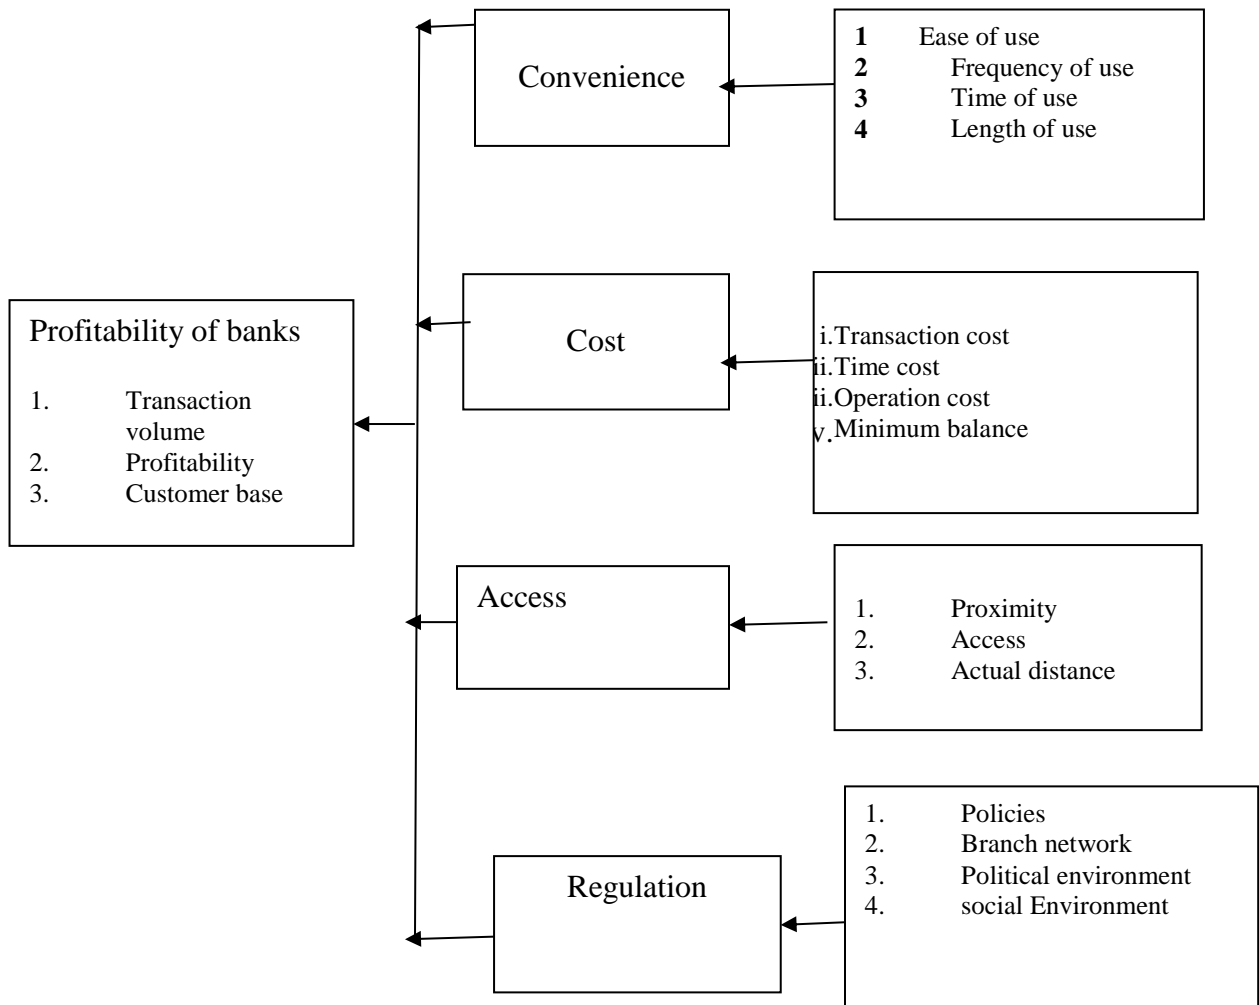 Convenience
1 Ease of use
2 Frequency of use
3 Time of use
4 Length of use
Profitability of banks
1. Transaction
volume
2. Profitability
3. Customer base
Cost
i.Transaction cost
ii.Time cost
ii.Operation cost
v.Minimum balance
Access
1. Proximity
2. Access
3. Actual distance
Regulation
1. Policies
2. Branch network
3. Political environment
4. social Environment